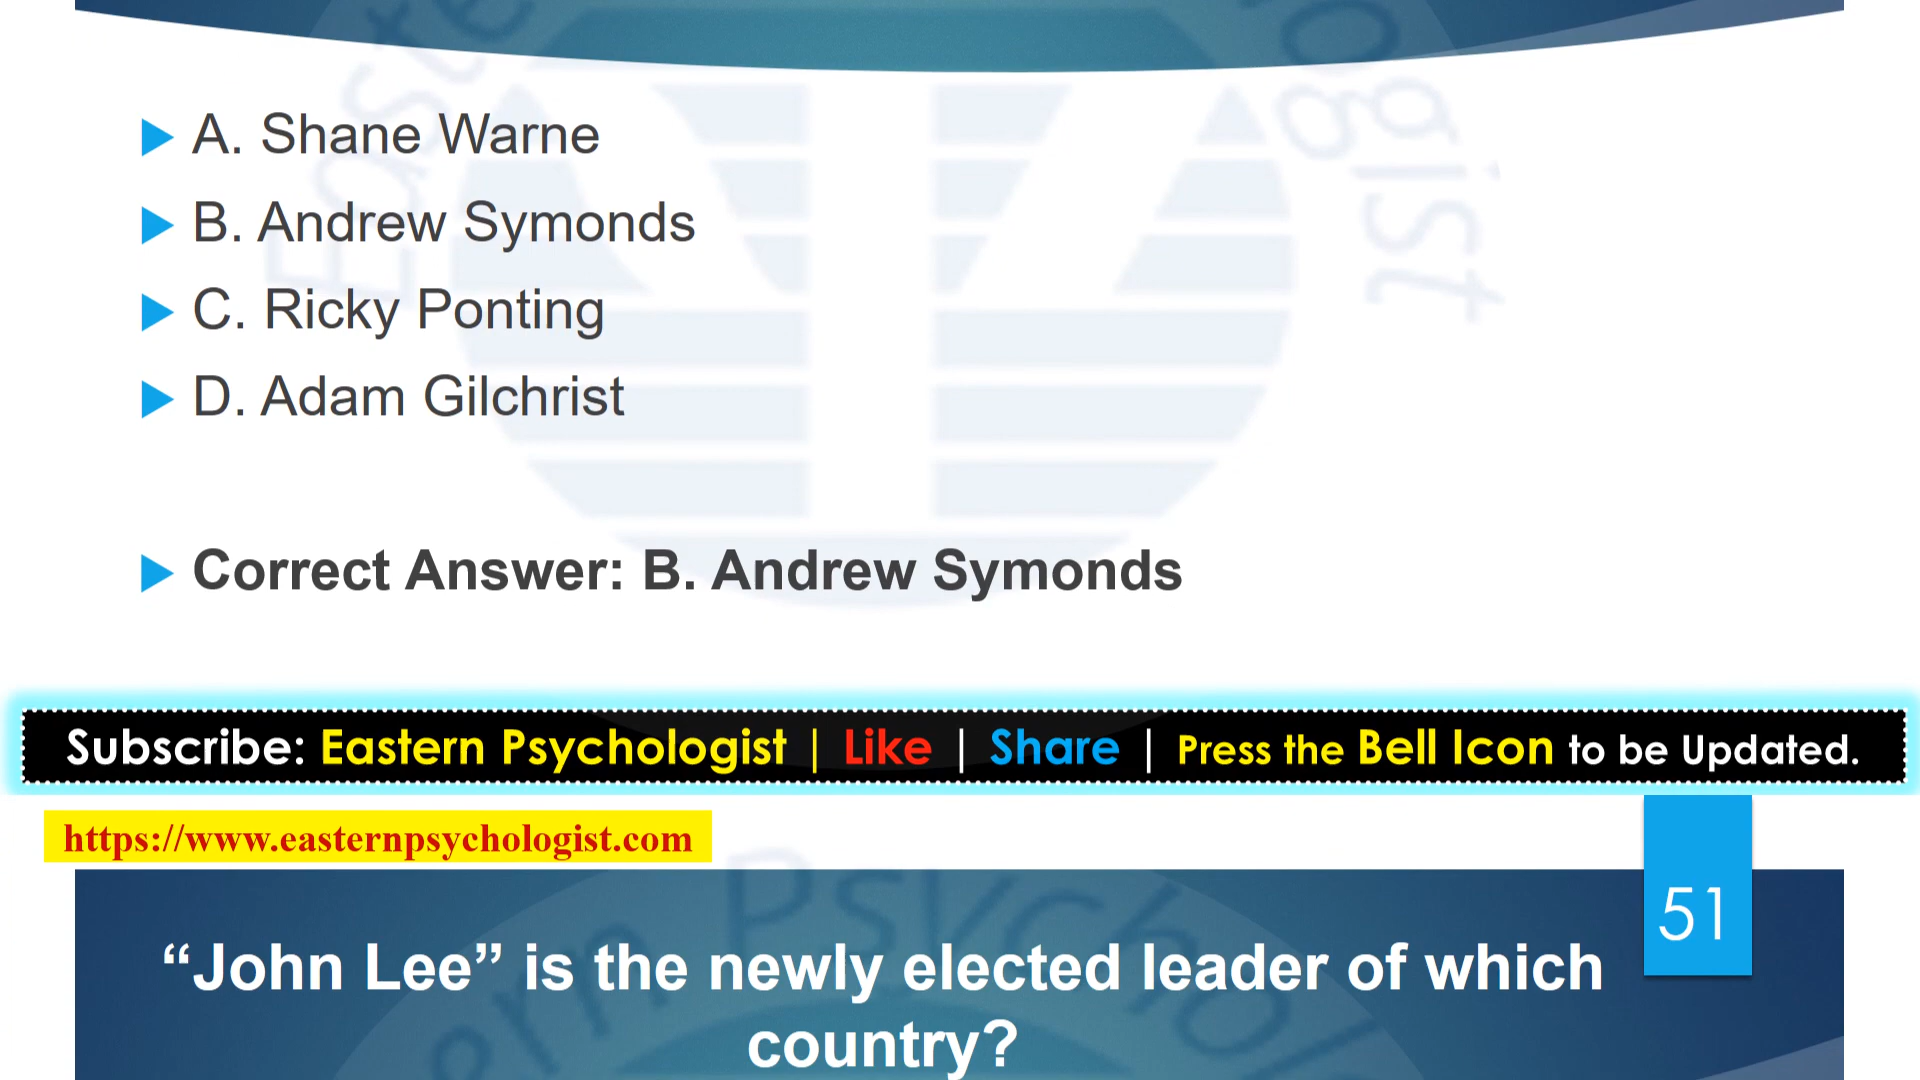 A. Shane Warne
B. Andrew Symonds
C. Ricky Ponting
D. Adam Gilchrist
Correct Answer: B. Andrew Symonds
Subscribe: Eastern Psychologist | Like | Share | Press the Bell Icon to be Updated.
https://www.easternpsychologist.com
51
“John Lee” is the newly elected leader of which
country?